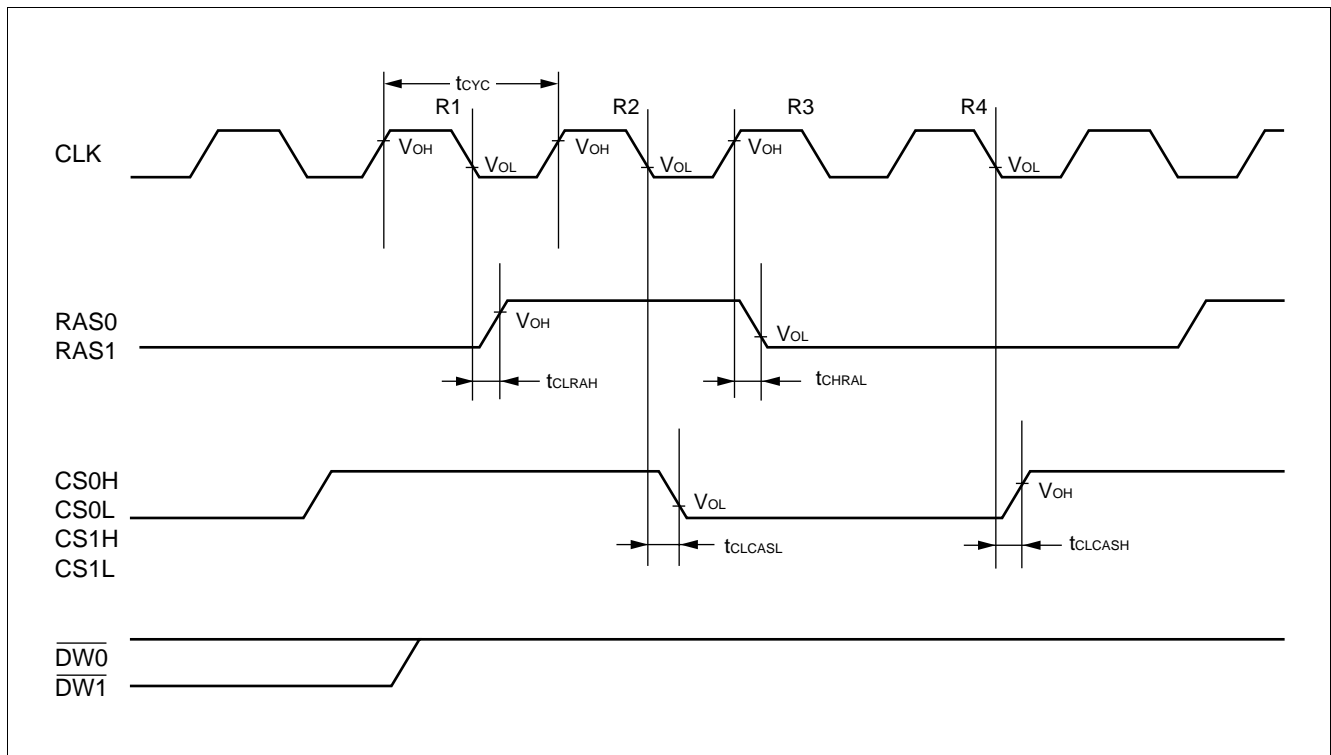 tCYC
R1 R2 R3 R4
CLK
VOH VOL VOH VOL VOH VOL
RAS0
RAS1
VOH VOL
tCLRAH tCHRAL
CS0H
CS0L
CS1H
CS1L
VOL VOH
tCLCASL tCLCASH
DW0
DW1